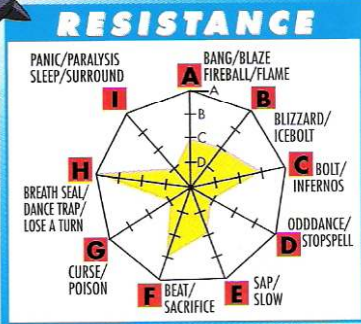 RESISTANCE
PANIC/PARALYSIS
SLEEP/SURROUND
BANG/BLAZE
FIREBALL/FLAME
A
A
B
C
D
I
B
BLIZZARD/
ICEBOLT
H
C
BOLT/
INFERNOS
BREATH SEAL/
DANCE TRAP/
LOSE A TURN
ODDDANCE/
STOPSPELL
D
G
CURSE/
POISON
F
BEAT/
SACRIFICE
E
SAP/
SLOW